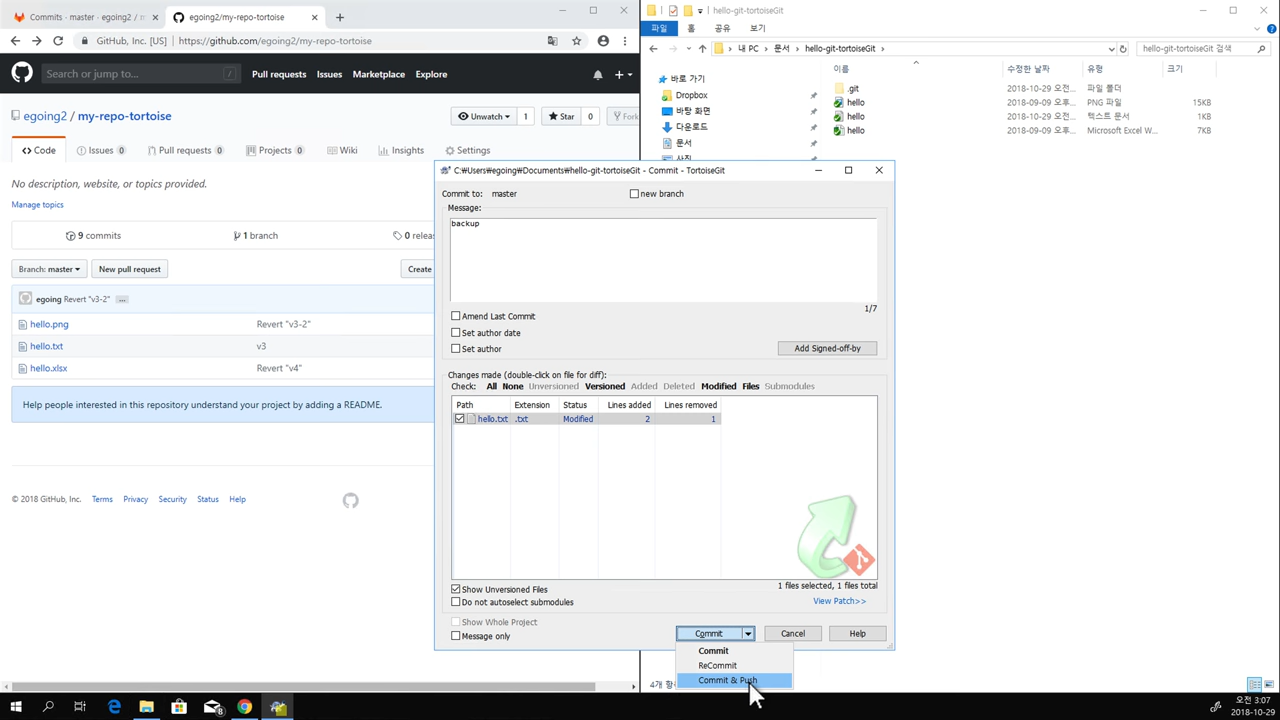 Commits · master · egoing2 / m
egoing2/my-repo-tortoise
GitHub, Inc. [US]
https://github.com/egoing2/my-repo-tortoise
Search or jump to...
/
Pull requests
Issues
Marketplace
Explore
egoing2 / my-repo-tortoise
Unwatch
1
Star
0
Fork
Code
Issues 0
Pull requests 0
Projects 0
Wiki
Insights
Settings
No description, website, or topics provided.
Manage topics
9 commits
1 branch
0 relea
Branch: master
New pull request
Create
egoing Revert "v3-2" ...
hello.png
Revert "v3-2"
hello.txt
v3
hello.xlsx
Revert "v4"
Help people interested in this repository understand your project by adding a README.
© 2018 GitHub, Inc.
Terms
Privacy
Security
Status
Help
hello-git-tortoiseGit
파일
홈
공유
보기
내 PC
문서
hello-git-tortoiseGit
hello-git-tortoiseGit 검색
바로 가기
Dropbox
바탕 화면
다운로드
문서
사진
이름
수정한 날짜
유형
크기
.git
2018-10-29 오전...
파일 폴더
hello
2018-09-09 오후...
PNG 파일
15KB
hello
2018-10-29 오전...
텍스트 문서
1KB
hello
2018-09-09 오후...
Microsoft Excel W...
7KB
C:\Users\egoing\Documents\hello-git-tortoiseGit - Commit - TortoiseGit
Commit to:
master
new branch
Message:
backup
1/7
Amend Last Commit
Set author date
Set author
Add Signed-off-by
Changes made (double-click on file for diff):
Check:
All
None
Unversioned
Versioned
Added
Deleted
Modified
Files
Submodules
Path
Extension
Status
Lines added
Lines removed
hello.txt
.txt
Modified
2
1
Show Unversioned Files
1 files selected, 1 files total
Do not autoselect submodules
View Patch>>
Show Whole Project
Message only
Commit
Cancel
Help
Commit
ReCommit
Commit & Push
4개 항
오전 3:07
2018-10-29